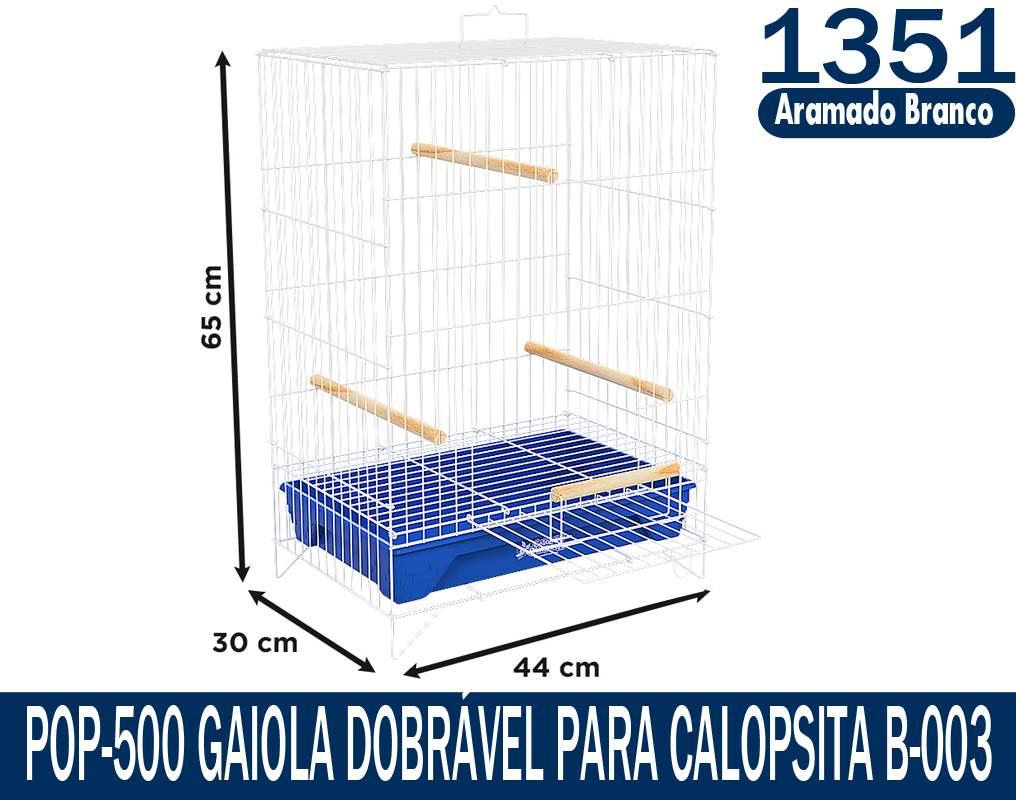 1351
Aramado Branco
65 cm
30 cm
44 cm
POP-500 GAIOLA DOBRÁVEL PARA CALOPSITA B-003